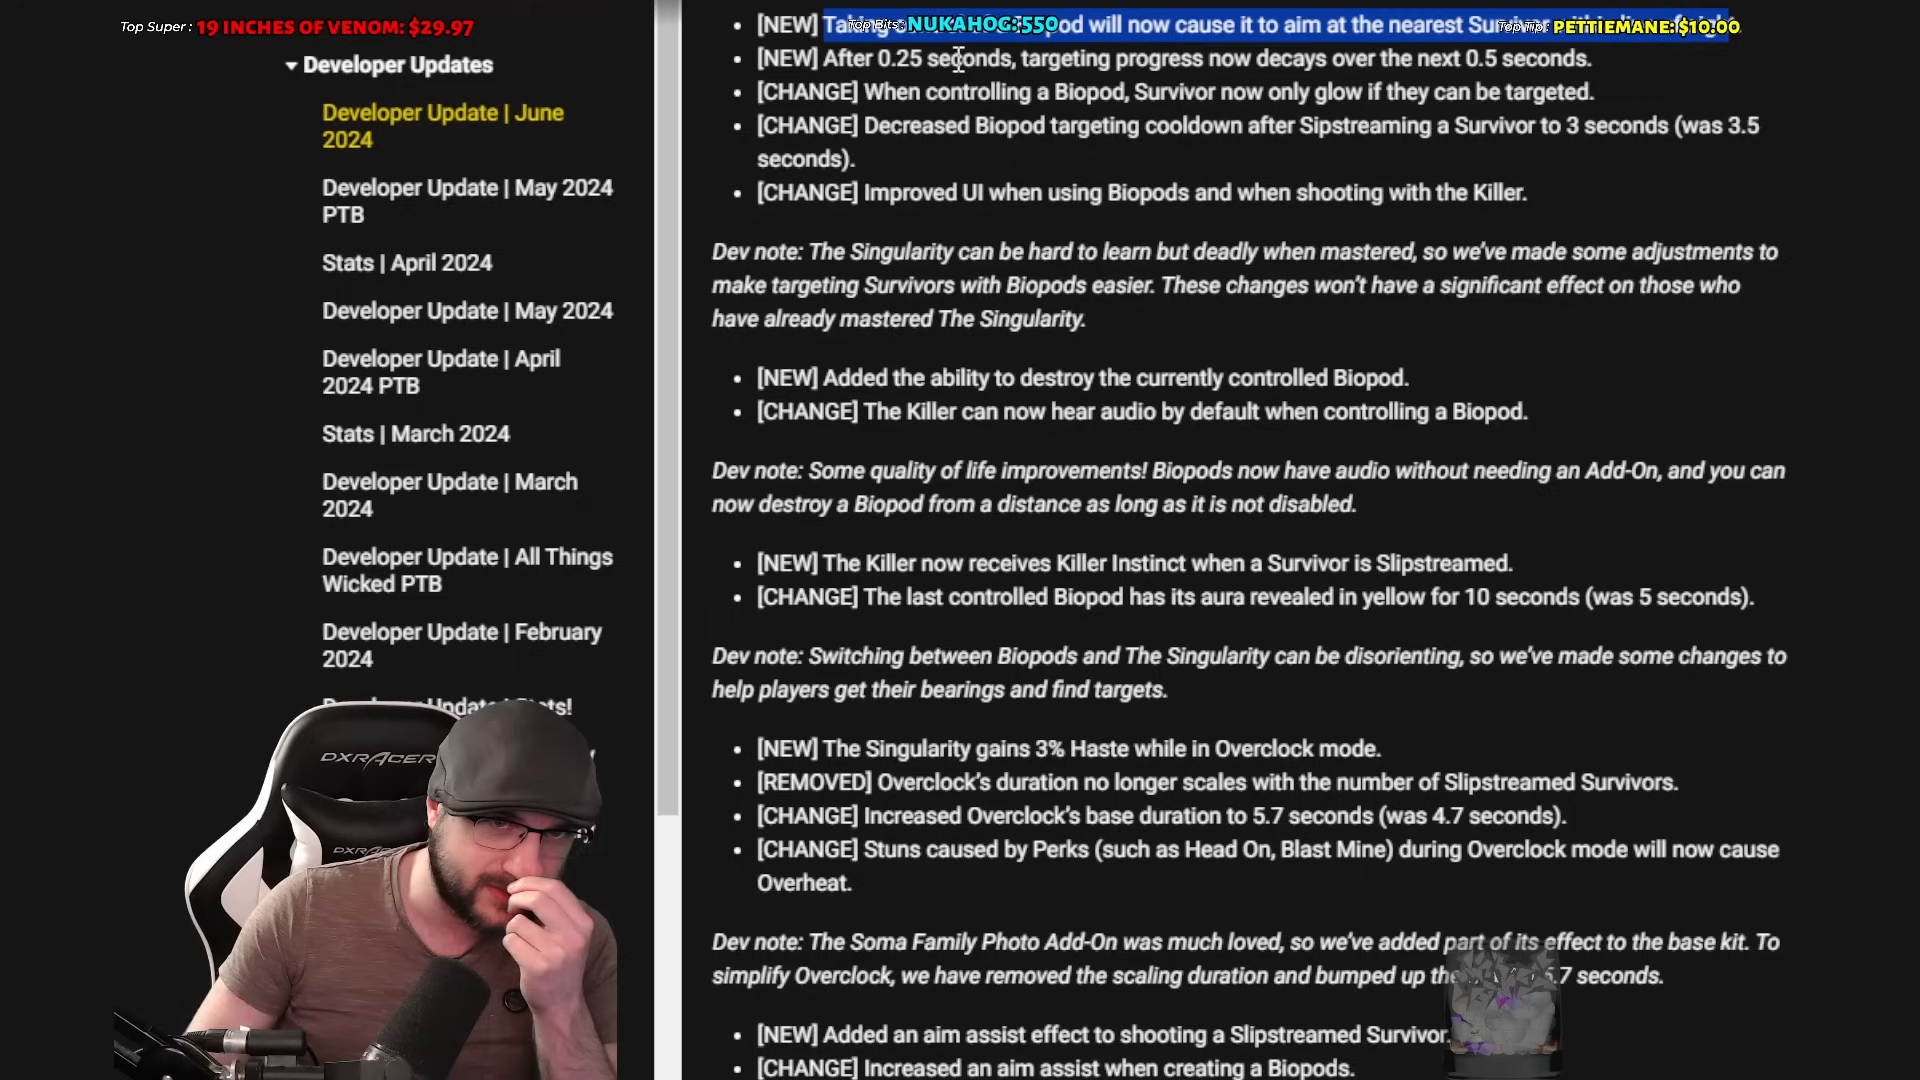 Top Super : 19 INCHES OF VENOM: $29.97
NUKAHOG: 550
PETTIEMANE: $10.00
[NEW] will now cause it to aim at the nearest
▾ Developer Updates
Developer Update | June
2024
Developer Update | May 2024
PTB
Stats | April 2024
Developer Update | May 2024
Developer Update | April
2024 PTB
Stats | March 2024
Developer Update | March
2024
Developer Update | All Things
Wicked PTB
Developer Update | February
2024
• [NEW] After 0.25 seconds, targeting progress now decays over the next 0.5 seconds.
• [CHANGE] When controlling a Biopod, Survivor now only glow if they can be targeted.
• [CHANGE] Decreased Biopod targeting cooldown after Sipstreaming a Survivor to 3 seconds (was 3.5
seconds).
• [CHANGE] Improved UI when using Biopods and when shooting with the Killer.
Dev note: The Singularity can be hard to learn but deadly when mastered, so we’ve made some adjustments to
make targeting Survivors with Biopods easier. These changes won’t have a significant effect on those who
have already mastered The Singularity.
• [NEW] Added the ability to destroy the currently controlled Biopod.
• [CHANGE] The Killer can now hear audio by default when controlling a Biopod.
Dev note: Some quality of life improvements! Biopods now have audio without needing an Add-On, and you can
now destroy a Biopod from a distance as long as it is not disabled.
• [NEW] The Killer now receives Killer Instinct when a Survivor is Slipstreamed.
• [CHANGE] The last controlled Biopod has its aura revealed in yellow for 10 seconds (was 5 seconds).
Dev note: Switching between Biopods and The Singularity can be disorienting, so we’ve made some changes to
help players get their bearings and find targets.
• [NEW] The Singularity gains 3% Haste while in Overclock mode.
• [REMOVED] Overclock’s duration no longer scales with the number of Slipstreamed Survivors.
• [CHANGE] Increased Overclock’s base duration to 5.7 seconds (was 4.7 seconds).
• [CHANGE] Stuns caused by Perks (such as Head On, Blast Mine) during Overclock mode will now cause
Overheat.
Dev note: The Soma Family Photo Add-On was much loved, so we’ve added part of its effect to the base kit. To
simplify Overclock, we have removed the scaling duration and bumped up seconds.
• [NEW] Added an aim assist effect to shooting a Slipstreamed Survivor.
• [CHANGE] Increased an aim assist when creating a Biopods.
DXRACER